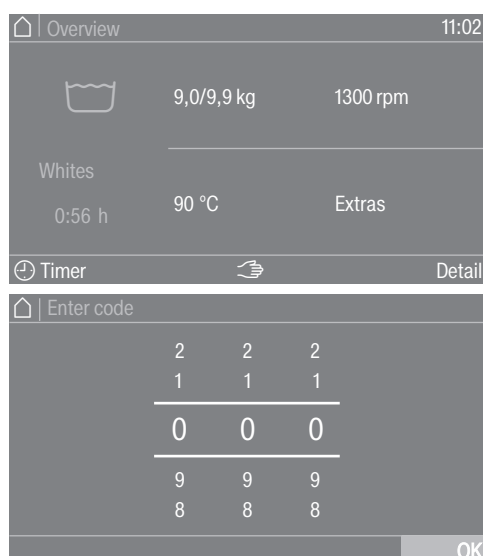 Overview 11:02
9,0/9,9 kg 1300 rpm
Whites
90 °C Extras
0:56 h
Timer Detail
Enter code
2 2 2
1 1 1
0 0 0
9 9 9
8 8 8
OK